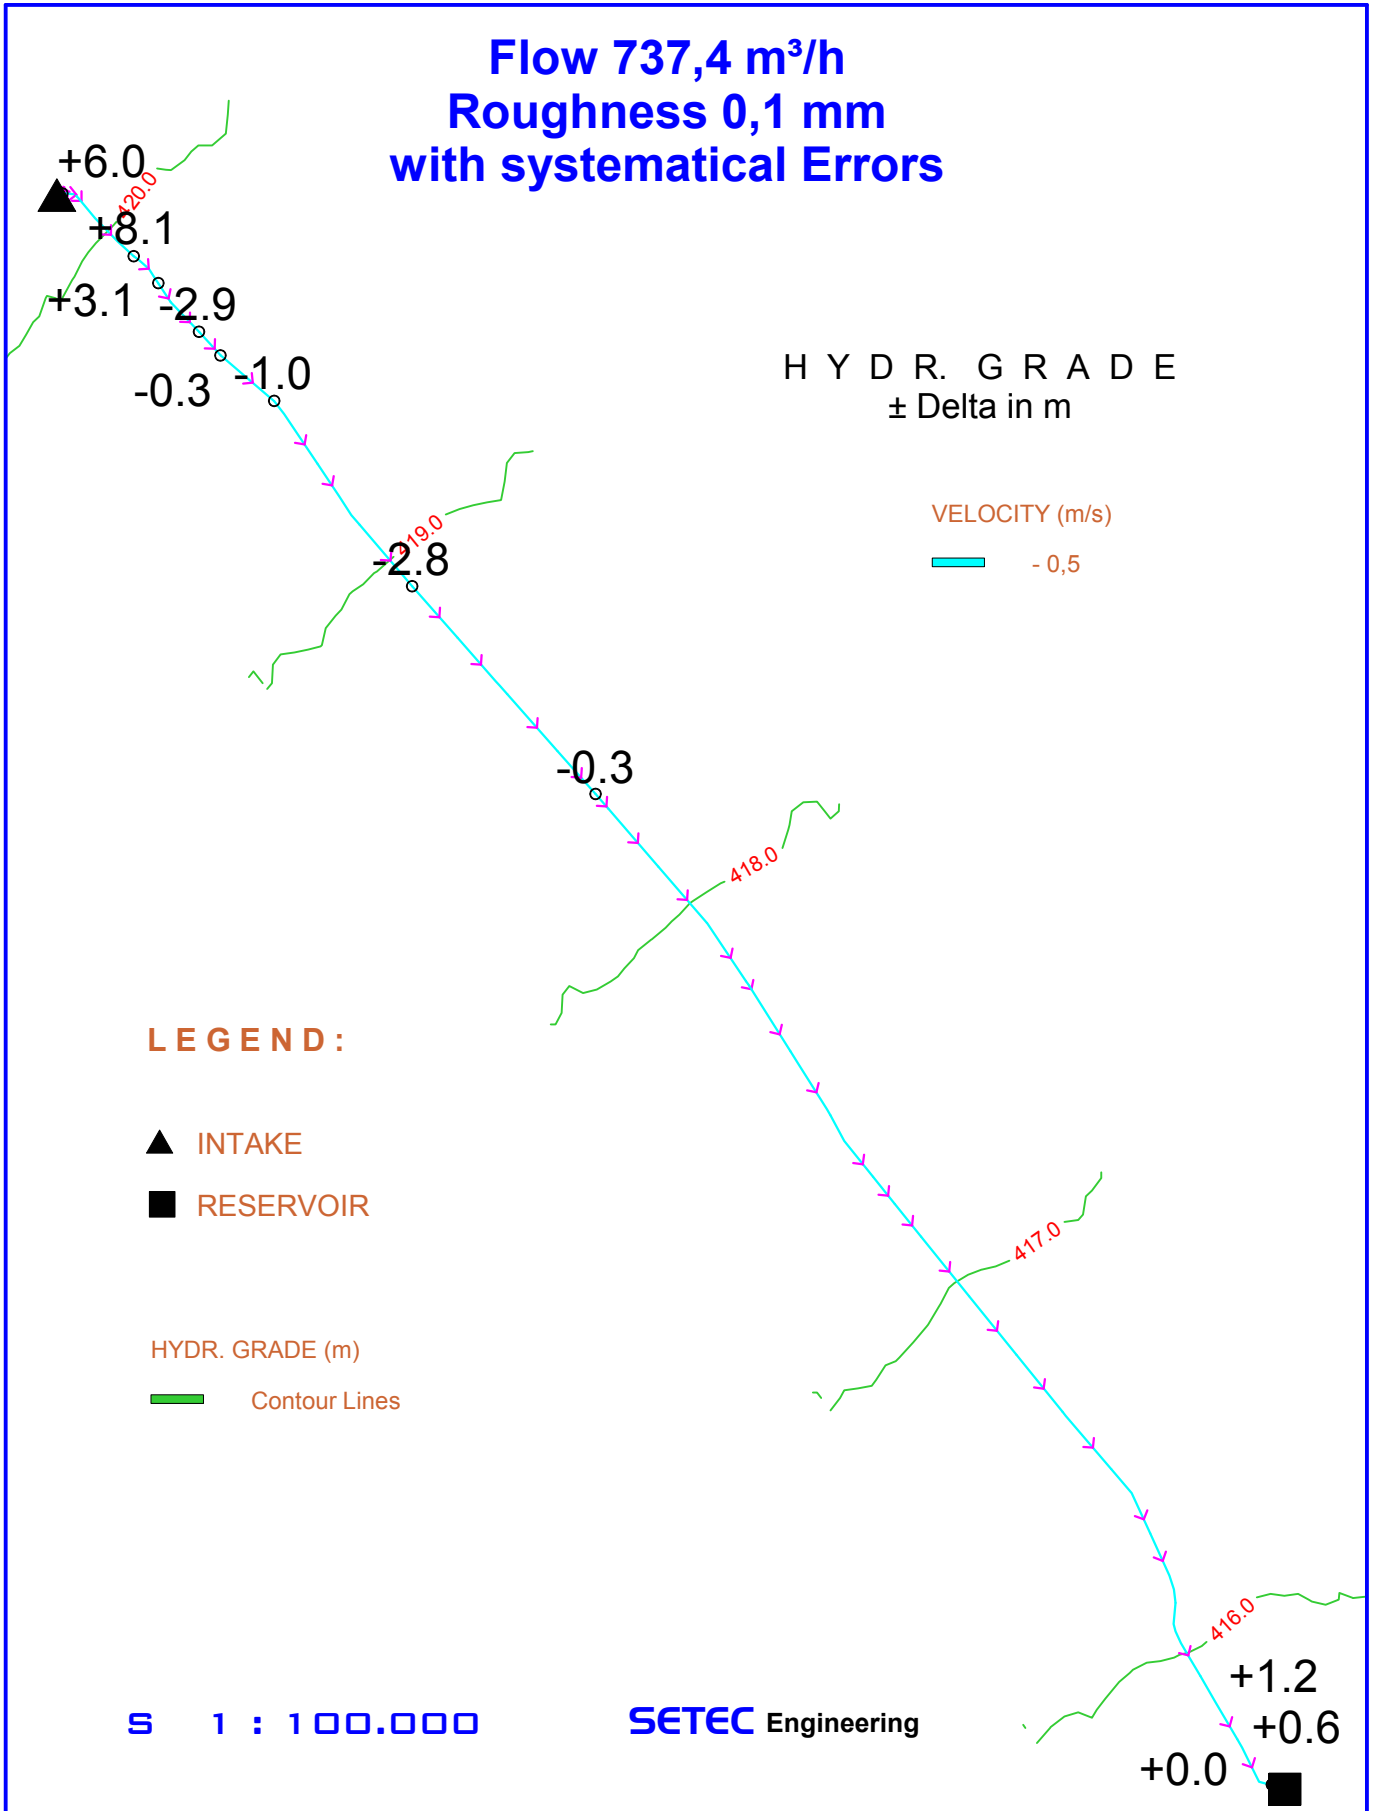 Flow 737,4 m³/h
Roughness 0,1 mm
with systematical Errors
+6.0
420.0
+8.1
+3.1
-2.9
-0.3
-1.0
H Y D R. G R A D E
± Delta in m
VELOCITY (m/s)
- 0,5
419.0
-2.8
-0.3
418.0
L E G E N D :
INTAKE
RESERVOIR
417.0
HYDR. GRADE (m)
Contour Lines
416.0
+1.2
+0.6
+0.0
S 1 : 100.000
SETEC Engineering